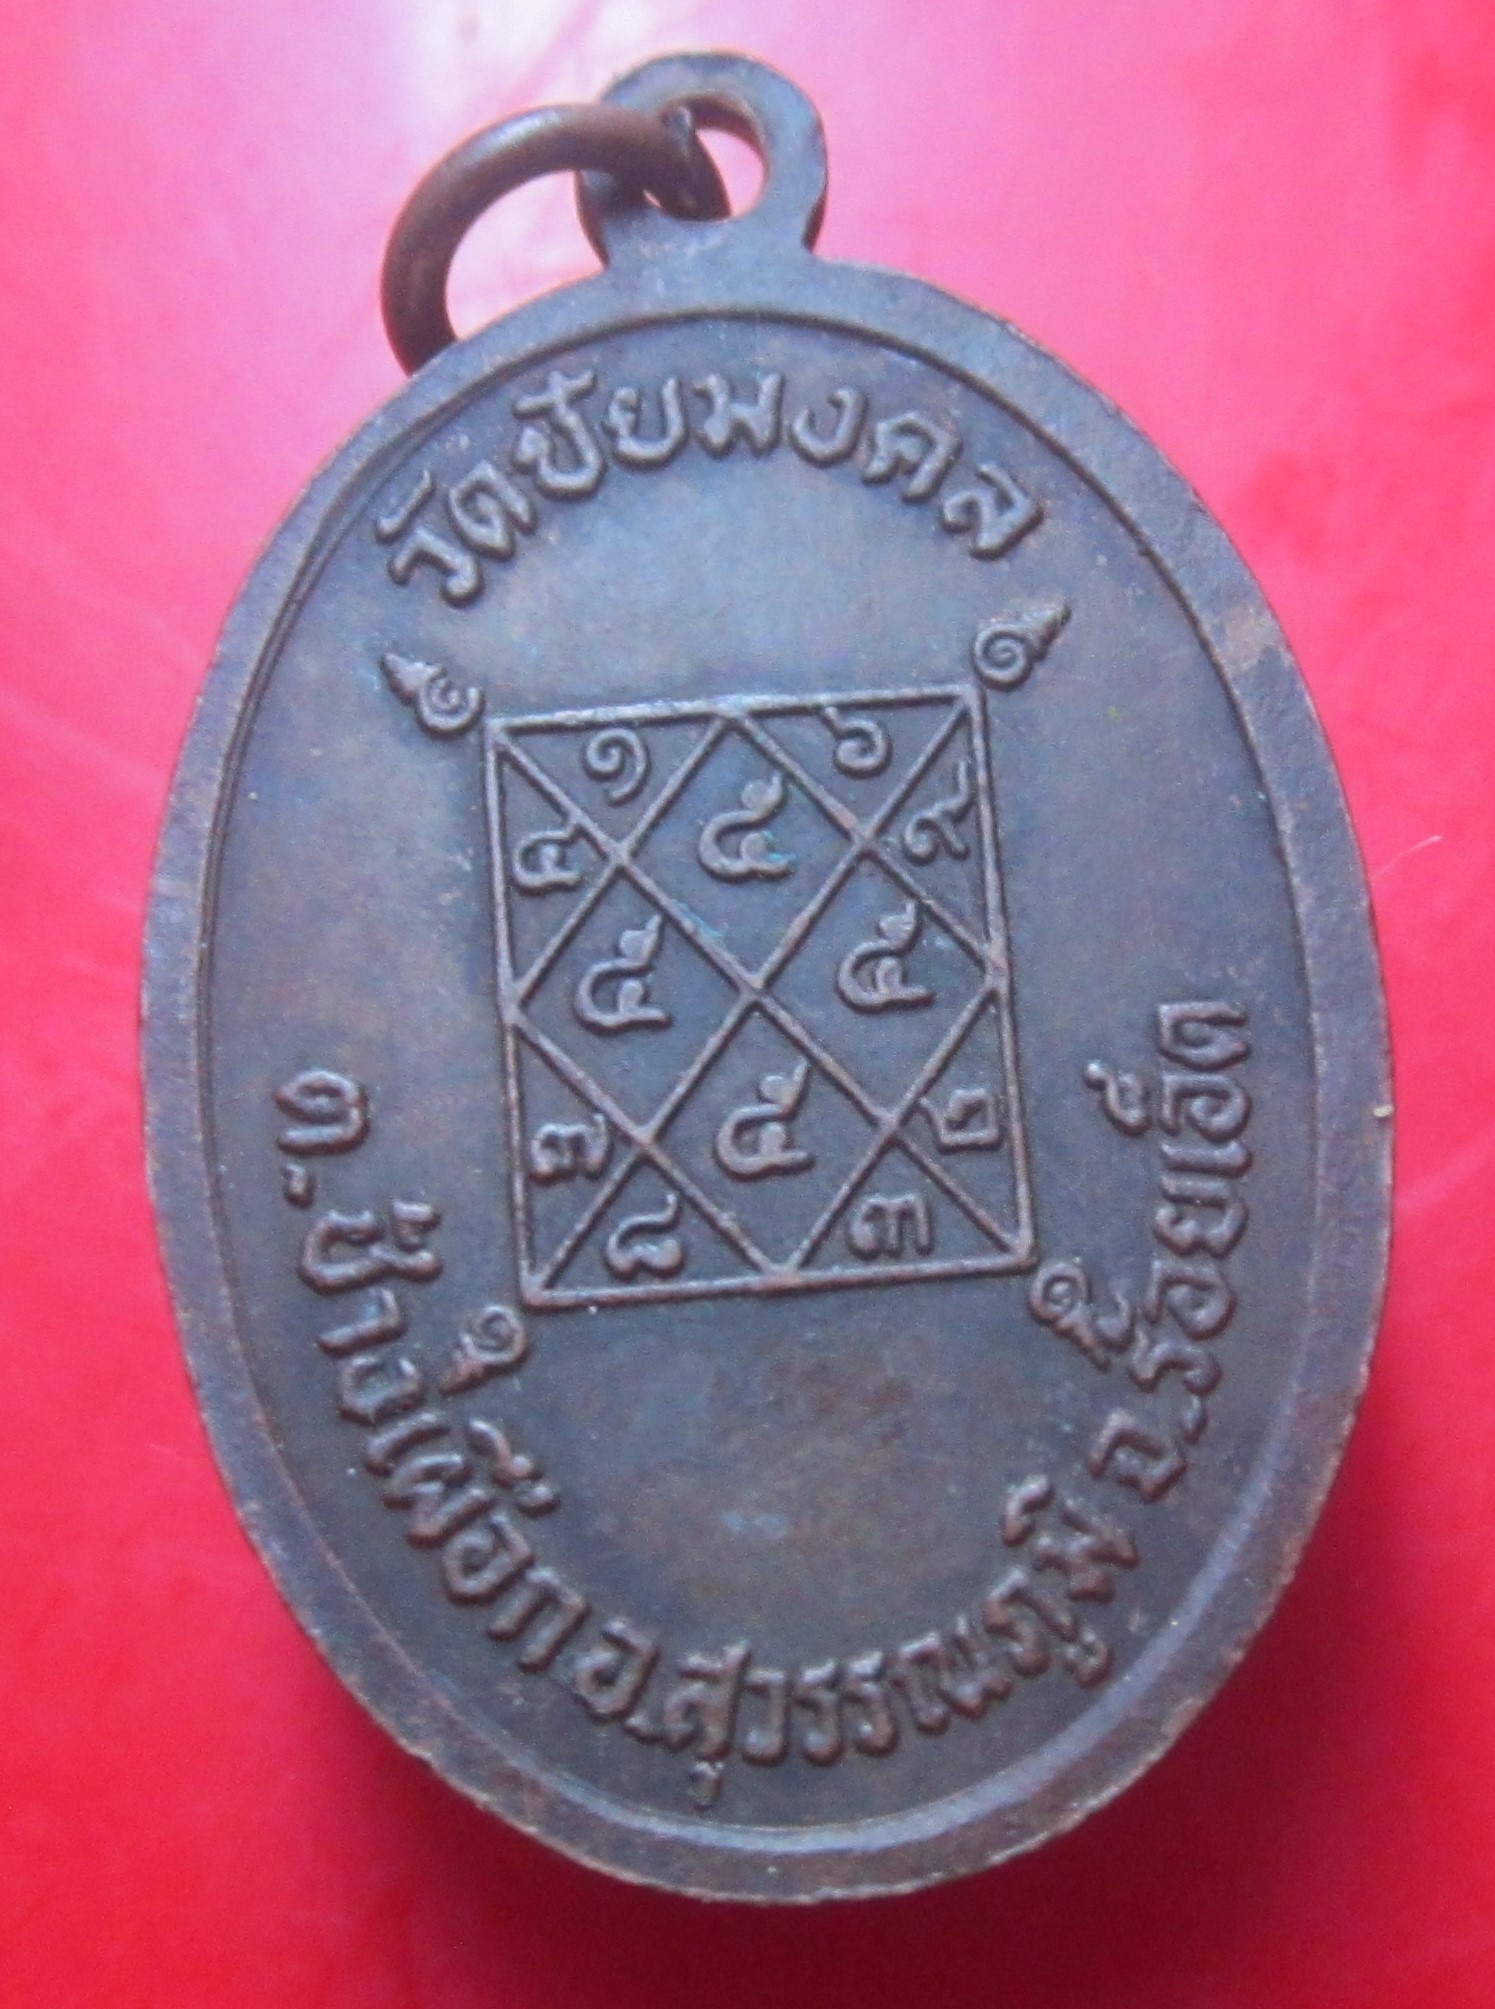 วัดชัยมงคล
๑ ๖
๕ ๙
๕ ๕
๕ ๒
๘ ๓
ต.ช้างเผือก อ.สุวรรณภูมิ จ.ร้อยเอ็ด